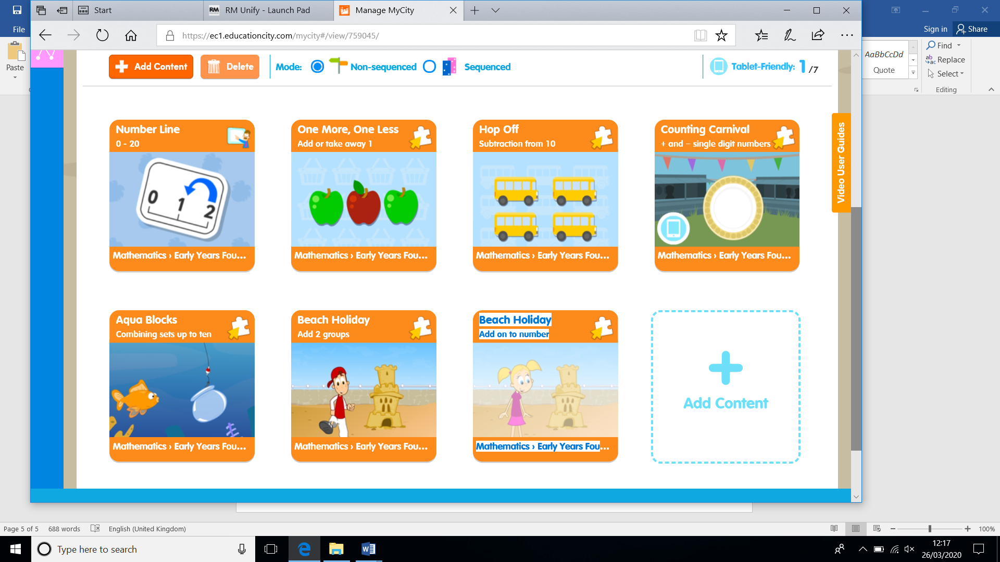 Start
RM Unify - Launch Pad
Manage MyCity
File
Sign in
Share
https://ec1.educationcity.com/mycity#/view/759045/
Paste
AaBbCcDd
Quote
Find
Replace
Select
Editing
Add Content
Delete
Mode:
Non-sequenced
Sequenced
Tablet-Friendly: 1 /7
Video User Guides
Number Line
0 - 20
0 1 2
Mathematics › Early Years Fou...
One More, One Less
Add or take away 1
Mathematics › Early Years Fou...
Hop Off
Subtraction from 10
Mathematics › Early Years Fou...
Counting Carnival
+ and – single digit numbers
Mathematics › Early Years Fou...
Aqua Blocks
Combining sets up to ten
Mathematics › Early Years Fou...
Beach Holiday
Add 2 groups
Mathematics › Early Years Fou...
Beach Holiday
Add on to number
Mathematics › Early Years Fou...
Add Content
Page 5 of 5
688 words
English (United Kingdom)
100%
Type here to search
12:17
26/03/2020